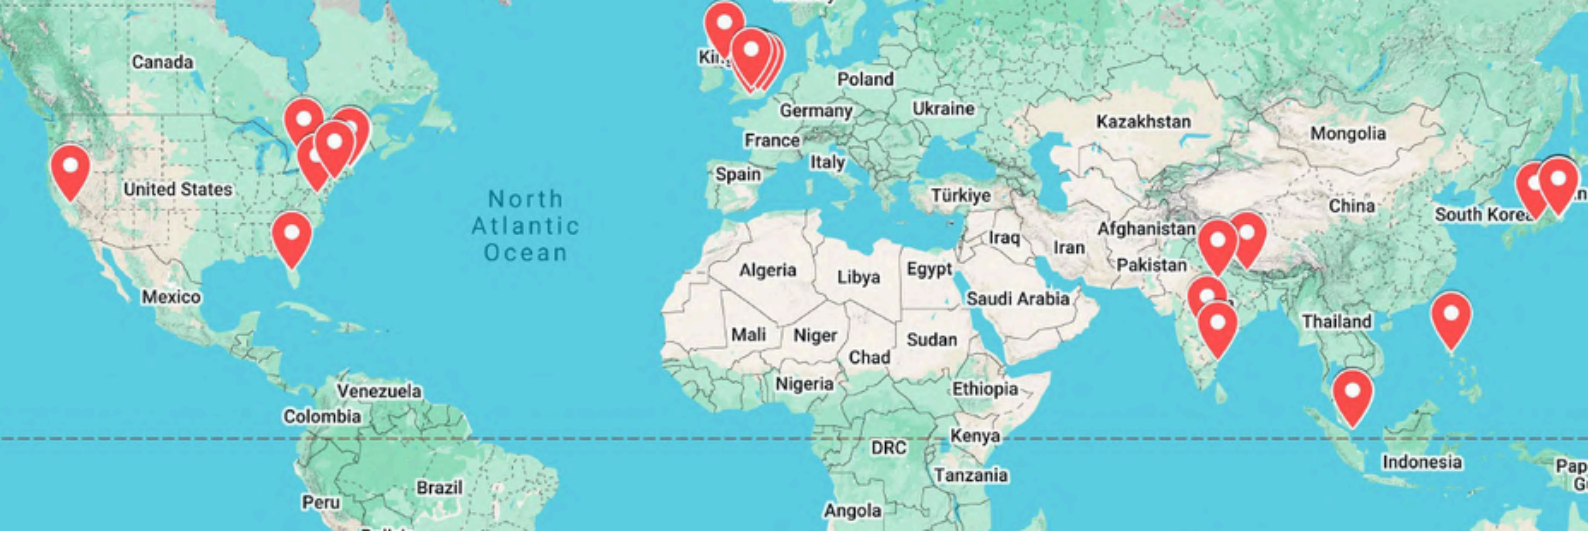 Canada
Poland
Germany
Ukraine
Kazakhstan
Mongolia
France
Italy
Spain
United States
North
Atlantic
Ocean
Türkiye
China
South Korea
Afghanistan
Iraq
Iran
Pakistan
Algeria
Libya
Egypt
Saudi Arabia
Mexico
Mali
Niger
Sudan
Chad
Thailand
Nigeria
Ethiopia
Venezuela
Colombia
Kenya
DRC
Indonesia
Tanzania
Brazil
Peru
Angola